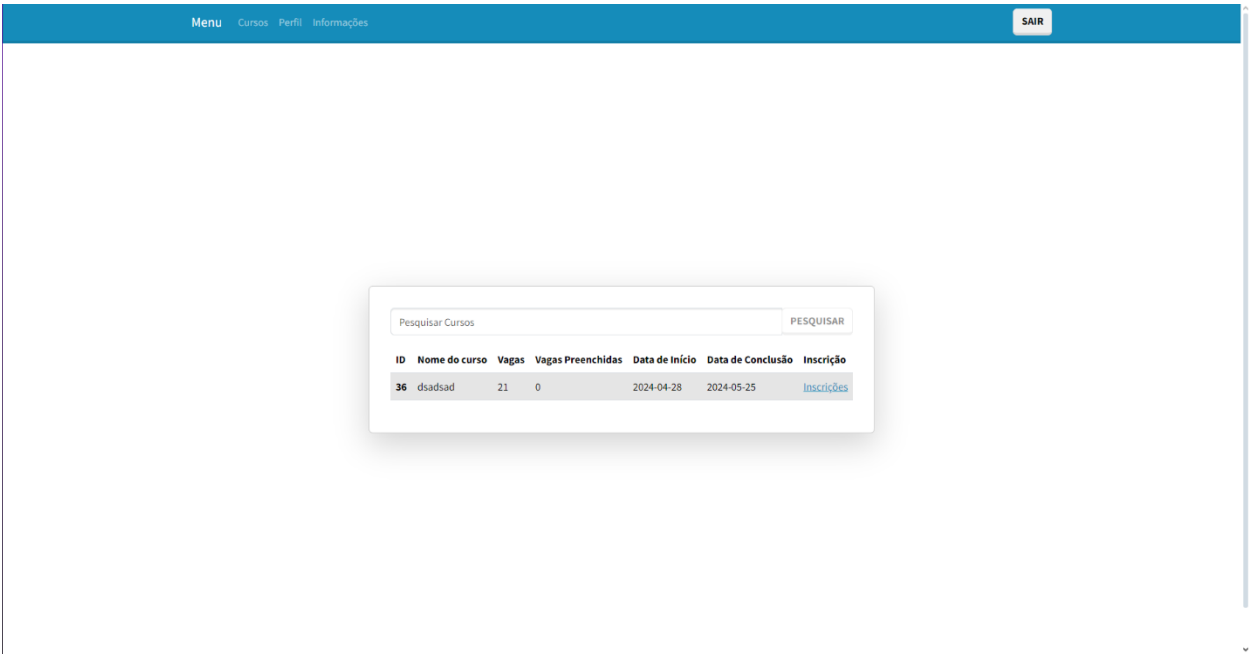 Menu Cursos Perfil Informações SAIR
Pesquisar Cursos PESQUISAR
ID Nome do curso Vagas Vagas Preenchidas Data de Início Data de Conclusão Inscrição
36 dsadsad 21 0 2024-04-28 2024-05-25 Inscrições